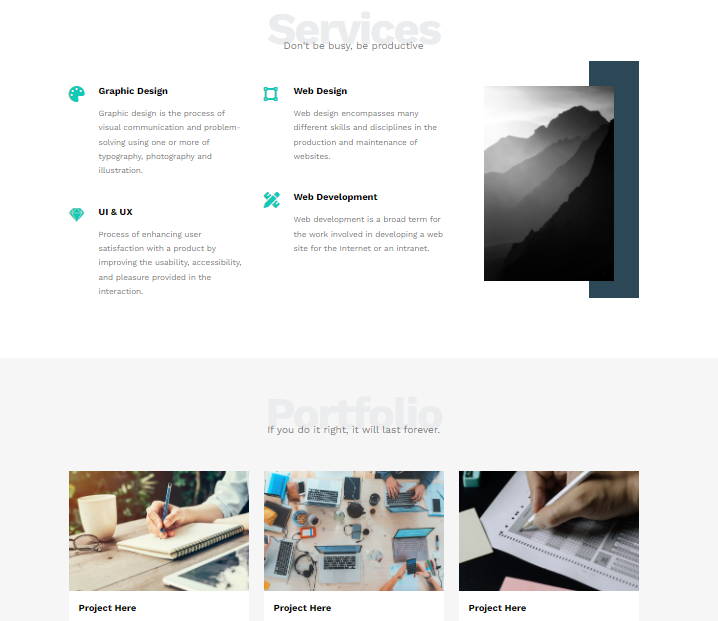 Services
Don't be busy, be productive
Graphic Design
Graphic design is the process of
visual communication and problem-
solving using one or more of
typography, photography and
illustration.
Web Design
Web design encompasses many
different skills and disciplines in the
production and maintenance of
websites.
UI & UX
Process of enhancing user
satisfaction with a product by
improving the usability, accessibility,
and pleasure provided in the
interaction.
Web Development
Web development is a broad term for
the work involved in developing a web
site for the Internet or an intranet.
Portfolio
If you do it right, it will last forever.
Project Here
Project Here
Project Here